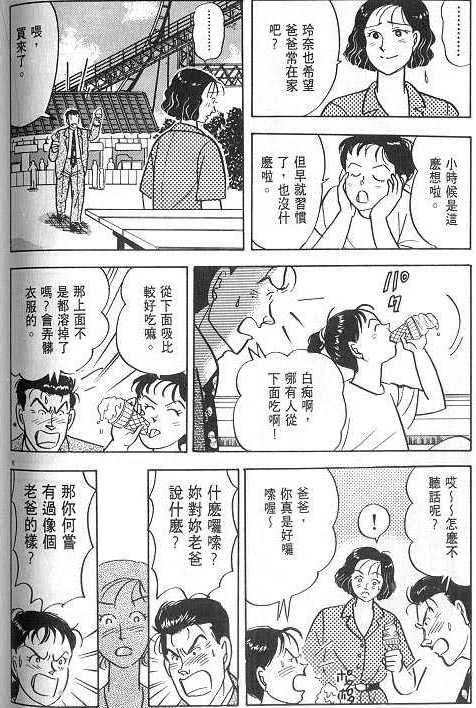 玲奈也希望
爸爸常在家
吧？
…………
…………
喂，
買來了。
小時候是這
麼想啦。
但早就習慣
了，也沒什
麼啦。
白痴啊，
哪有人從
下面吃啊！
從下面吸比
較好吃嘛。
那上面不
是都溶掉了
嗎？會弄髒
衣服的。
哎～～怎麼不
聽話呢？
！
爸爸，
你真是好囉
嗦喔～
什麼囉嗦？
妳對妳老爸
說什麼？
那你何嘗
有過像個
老爸的樣？